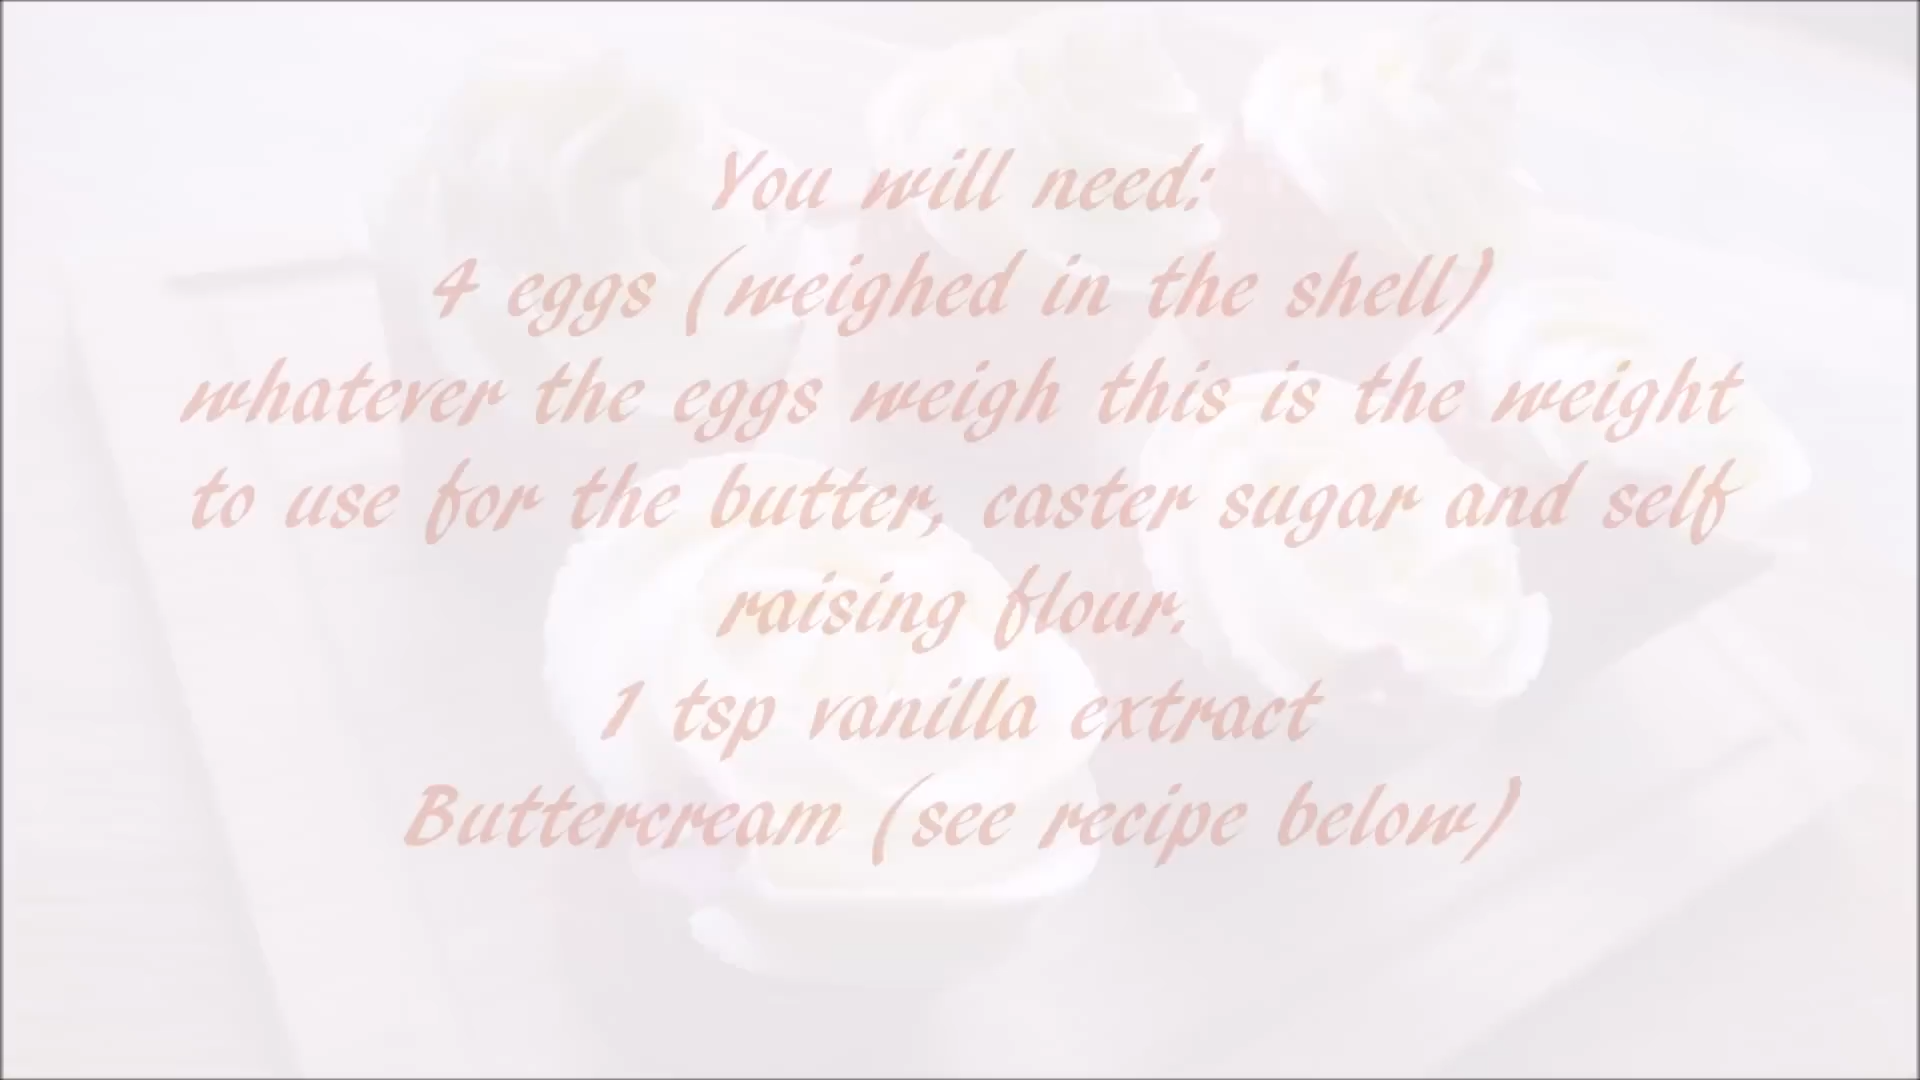 You will need:
4 eggs (weighed in the shell)
whatever the eggs weigh this is the weight
to use for the butter, caster sugar and self
raising flour.
1 tsp vanilla extract
Buttercream (see recipe below)